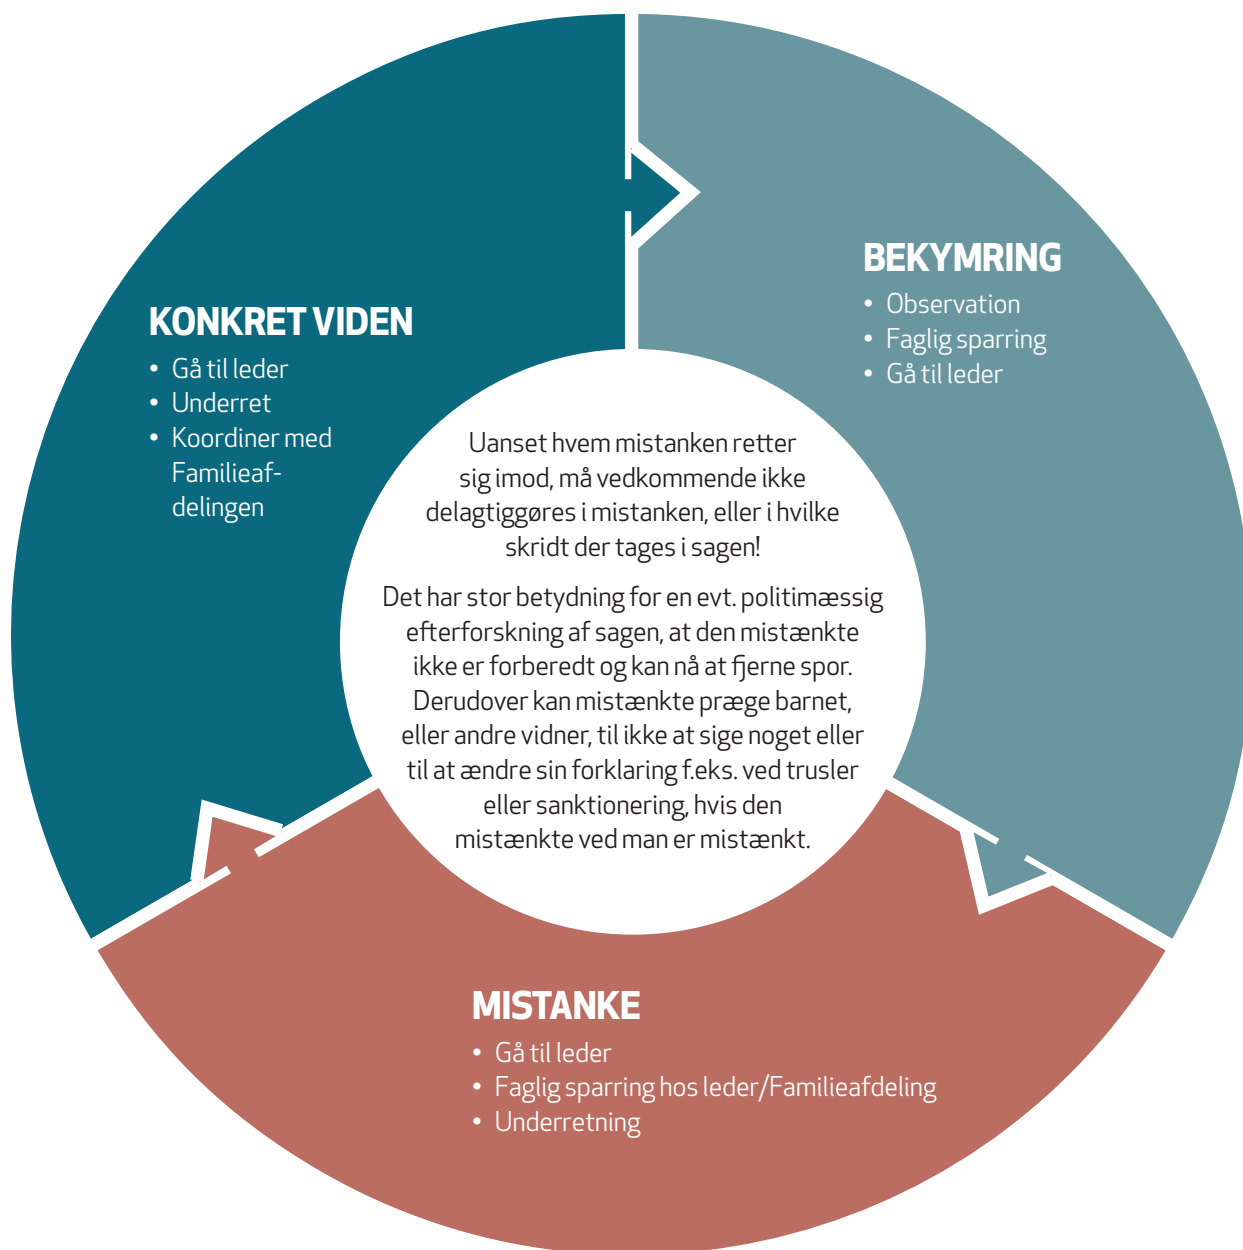 KONKRET VIDEN
• Gå til leder
• Underret
• Koordiner med
Familieaf-
delingen
BEKYMRING
• Observation
• Faglig sparring
• Gå til leder
Uanset hvem mistanken retter
sig imod, må vedkommende ikke
delagtiggøres i mistanken, eller i hvilke
skridt der tages i sagen!
Det har stor betydning for en evt. politimæssig
efterforskning af sagen, at den mistænkte
ikke er forberedt og kan nå at fjerne spor.
Derudover kan mistænkte præge barnet,
eller andre vidner, til ikke at sige noget eller
til at ændre sin forklaring f.eks. ved trusler
eller sanktionering, hvis den
mistænkte ved man er mistænkt.
MISTANKE
• Gå til leder
• Faglig sparring hos leder/Familieafdeling
• Underretning